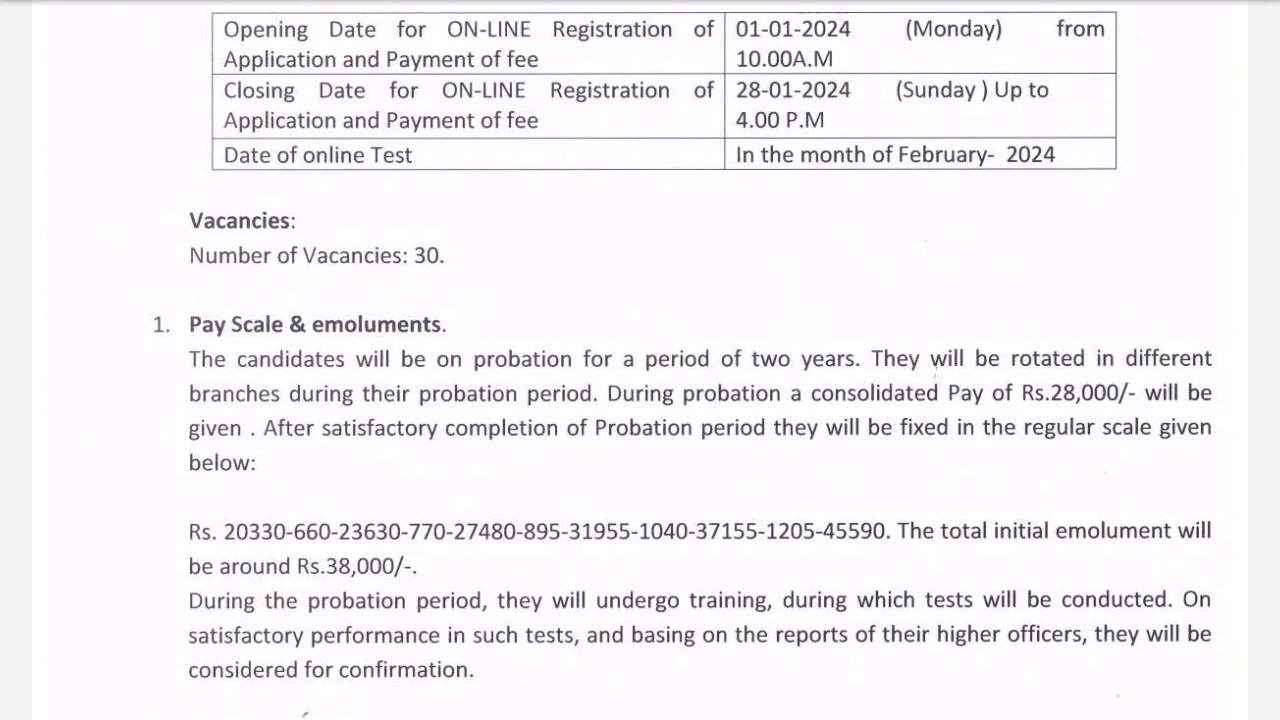 Opening Date for ON-LINE Registration of
Application and Payment of fee
01-01-2024 (Monday) from
10.00A.M
Closing Date for ON-LINE Registration of
Application and Payment of fee
28-01-2024 (Sunday ) Up to
4.00 P.M
Date of online Test
In the month of February- 2024
Vacancies:
Number of Vacancies: 30.
1. Pay Scale & emoluments.
The candidates will be on probation for a period of two years. They will be rotated in different
branches during their probation period. During probation a consolidated Pay of Rs.28,000/- will be
given . After satisfactory completion of Probation period they will be fixed in the regular scale given
below:
Rs. 20330-660-23630-770-27480-895-31955-1040-37155-1205-45590. The total initial emolument will
be around Rs.38,000/-.
During the probation period, they will undergo training, during which tests will be conducted. On
satisfactory performance in such tests, and basing on the reports of their higher officers, they will be
considered for confirmation.